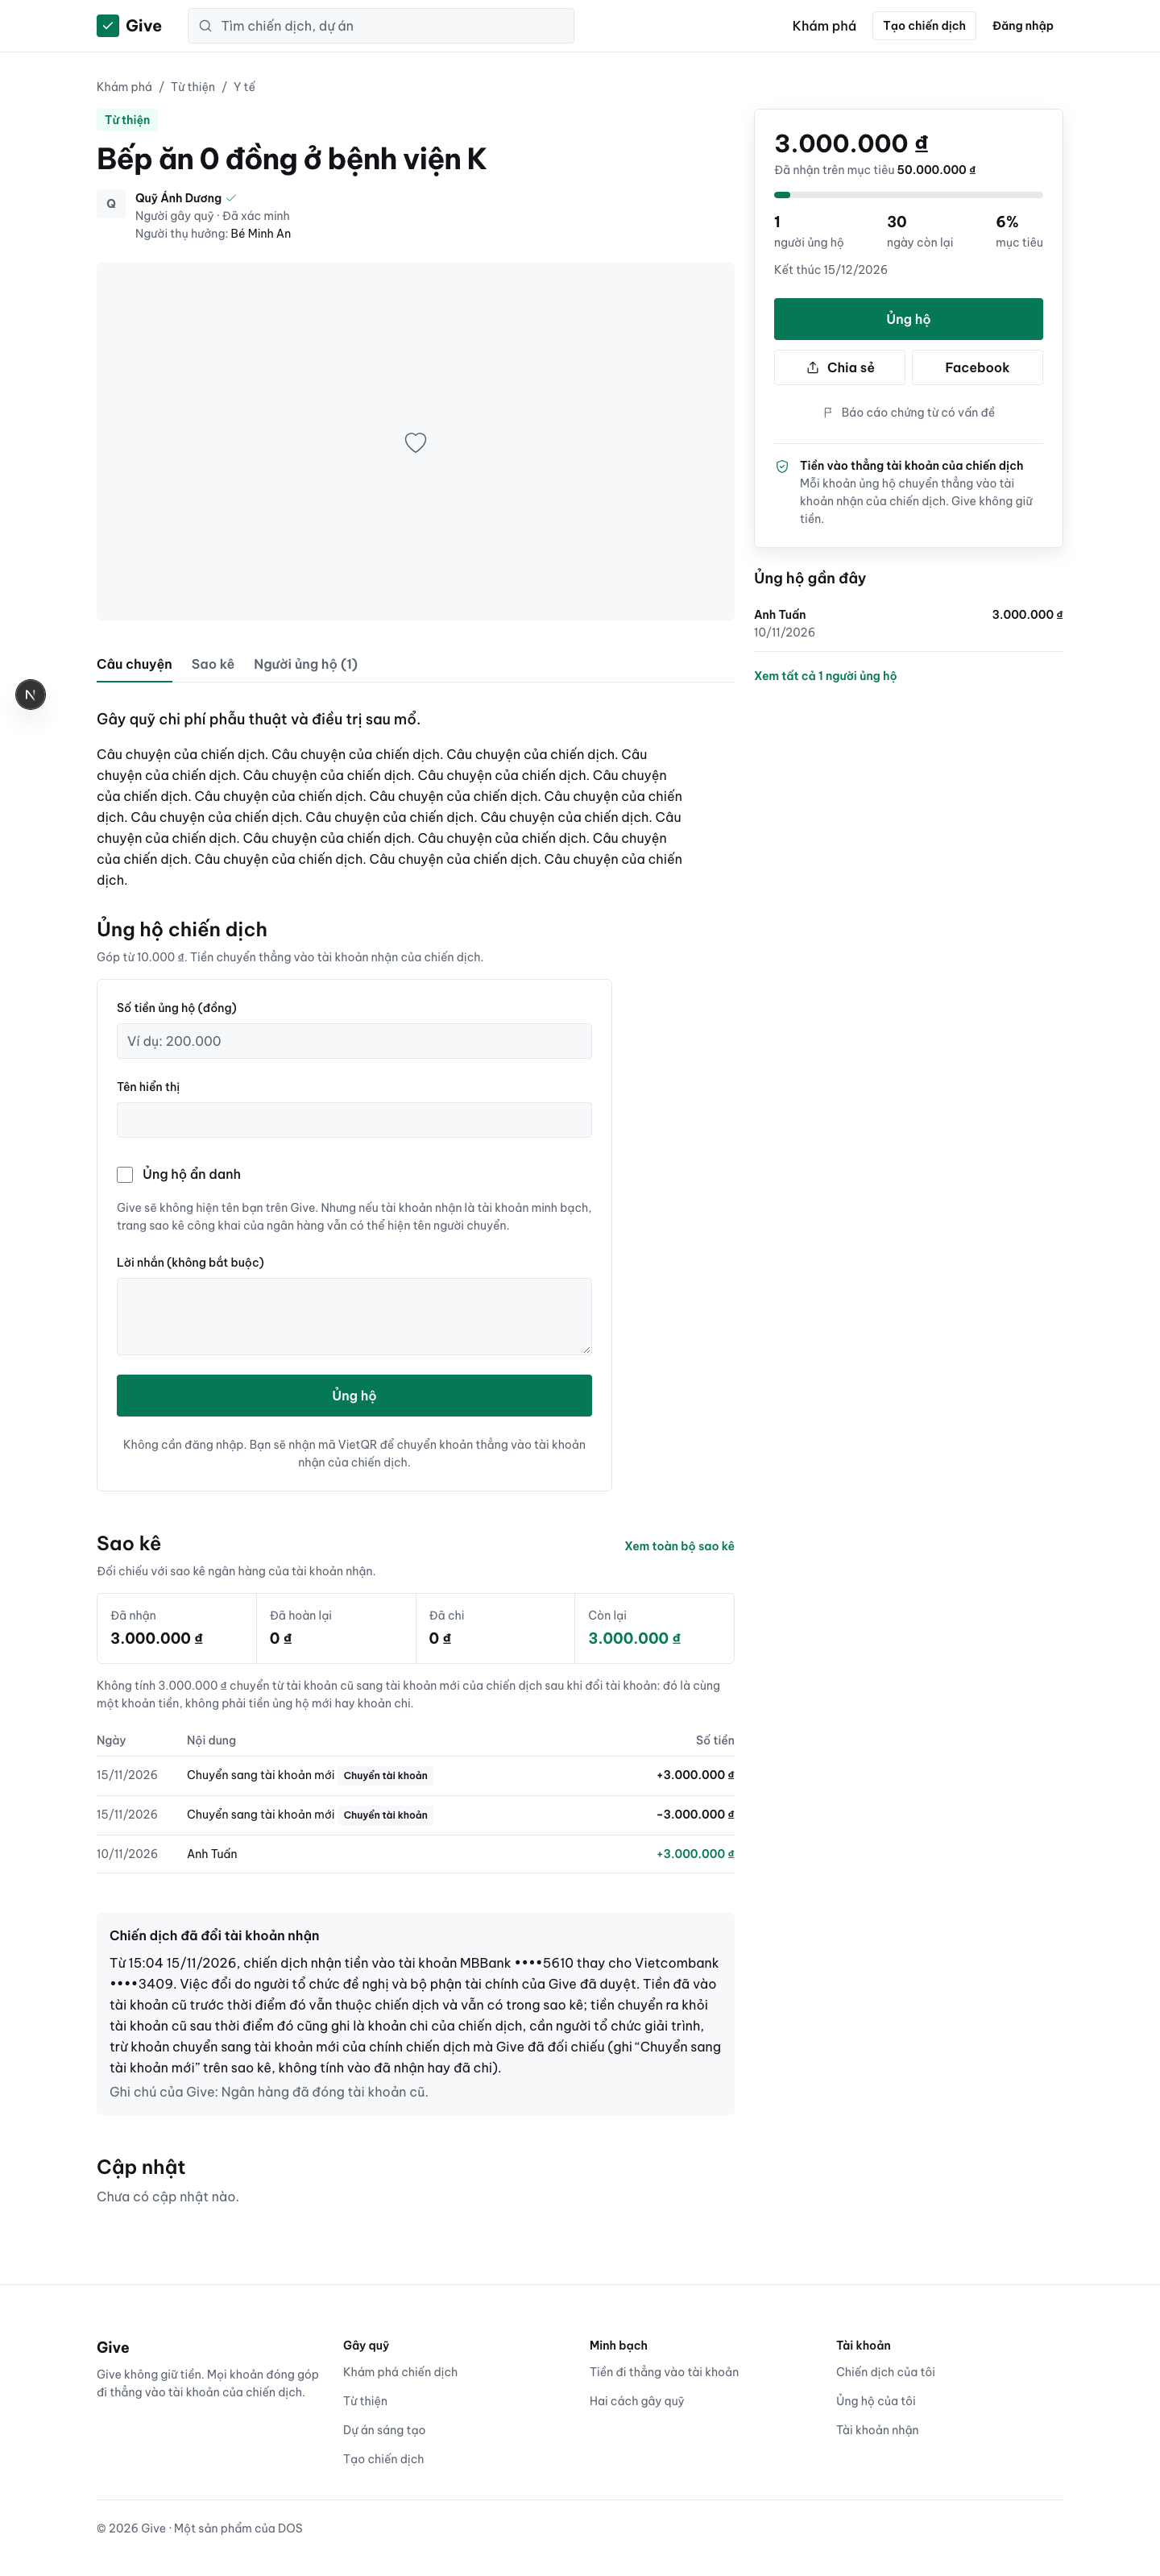 Give
Tìm chiến dịch, dự án
Khám phá
Tạo chiến dịch
Đăng nhập
Khám phá / Từ thiện / Y tế
Từ thiện
Bếp ăn 0 đồng ở bệnh viện K
Q
Quỹ Ánh Dương
Người gây quỹ · Đã xác minh
Người thụ hưởng: Bé Minh An
3.000.000 ₫
Đã nhận trên mục tiêu 50.000.000 ₫
1
người ủng hộ
30
ngày còn lại
6%
mục tiêu
Kết thúc 15/12/2026
Ủng hộ
Chia sẻ
Facebook
Báo cáo chứng từ có vấn đề
Tiền vào thẳng tài khoản của chiến dịch
Mỗi khoản ủng hộ chuyển thẳng vào tài
khoản nhận của chiến dịch. Give không giữ
tiền.
Ủng hộ gần đây
Anh Tuấn
3.000.000 ₫
10/11/2026
Xem tất cả 1 người ủng hộ
Câu chuyện
Sao kê
Người ủng hộ (1)
N
Gây quỹ chi phí phẫu thuật và điều trị sau mổ.
Câu chuyện của chiến dịch. Câu chuyện của chiến dịch. Câu chuyện của chiến dịch. Câu
chuyện của chiến dịch. Câu chuyện của chiến dịch. Câu chuyện của chiến dịch. Câu chuyện
của chiến dịch. Câu chuyện của chiến dịch. Câu chuyện của chiến dịch. Câu chuyện của chiến
dịch. Câu chuyện của chiến dịch. Câu chuyện của chiến dịch. Câu chuyện của chiến dịch. Câu
chuyện của chiến dịch. Câu chuyện của chiến dịch. Câu chuyện của chiến dịch. Câu chuyện
của chiến dịch. Câu chuyện của chiến dịch. Câu chuyện của chiến dịch. Câu chuyện của chiến
dịch.
Ủng hộ chiến dịch
Góp từ 10.000 ₫. Tiền chuyển thẳng vào tài khoản nhận của chiến dịch.
Số tiền ủng hộ (đồng)
Ví dụ: 200.000
Tên hiển thị
Ủng hộ ẩn danh
Give sẽ không hiện tên bạn trên Give. Nhưng nếu tài khoản nhận là tài khoản minh bạch,
trang sao kê công khai của ngân hàng vẫn có thể hiện tên người chuyển.
Lời nhắn (không bắt buộc)
Ủng hộ
Không cần đăng nhập. Bạn sẽ nhận mã VietQR để chuyển khoản thẳng vào tài khoản
nhận của chiến dịch.
Sao kê
Xem toàn bộ sao kê
Đối chiếu với sao kê ngân hàng của tài khoản nhận.
Đã nhận
3.000.000 ₫
Đã hoàn lại
0 ₫
Đã chi
0 ₫
Còn lại
3.000.000 ₫
Không tính 3.000.000 ₫ chuyển từ tài khoản cũ sang tài khoản mới của chiến dịch sau khi đổi tài khoản: đó là cùng
một khoản tiền, không phải tiền ủng hộ mới hay khoản chi.
Ngày Nội dung Số tiền
15/11/2026 Chuyển sang tài khoản mới Chuyển tài khoản +3.000.000 ₫
15/11/2026 Chuyển sang tài khoản mới Chuyển tài khoản −3.000.000 ₫
10/11/2026 Anh Tuấn +3.000.000 ₫
Chiến dịch đã đổi tài khoản nhận
Từ 15:04 15/11/2026, chiến dịch nhận tiền vào tài khoản MBBank ••••5610 thay cho Vietcombank
••••3409. Việc đổi do người tổ chức đề nghị và bộ phận tài chính của Give đã duyệt. Tiền đã vào
tài khoản cũ trước thời điểm đó vẫn thuộc chiến dịch và vẫn có trong sao kê; tiền chuyển ra khỏi
tài khoản cũ sau thời điểm đó cũng ghi là khoản chi của chiến dịch, cần người tổ chức giải trình,
trừ khoản chuyển sang tài khoản mới của chính chiến dịch mà Give đã đối chiếu (ghi “Chuyển sang
tài khoản mới” trên sao kê, không tính vào đã nhận hay đã chi).
Ghi chú của Give: Ngân hàng đã đóng tài khoản cũ.
Cập nhật
Chưa có cập nhật nào.
Give
Give không giữ tiền. Mọi khoản đóng góp
đi thẳng vào tài khoản của chiến dịch.
Gây quỹ
Khám phá chiến dịch
Từ thiện
Dự án sáng tạo
Tạo chiến dịch
Minh bạch
Tiền đi thẳng vào tài khoản
Hai cách gây quỹ
Tài khoản
Chiến dịch của tôi
Ủng hộ của tôi
Tài khoản nhận
© 2026 Give · Một sản phẩm của DOS